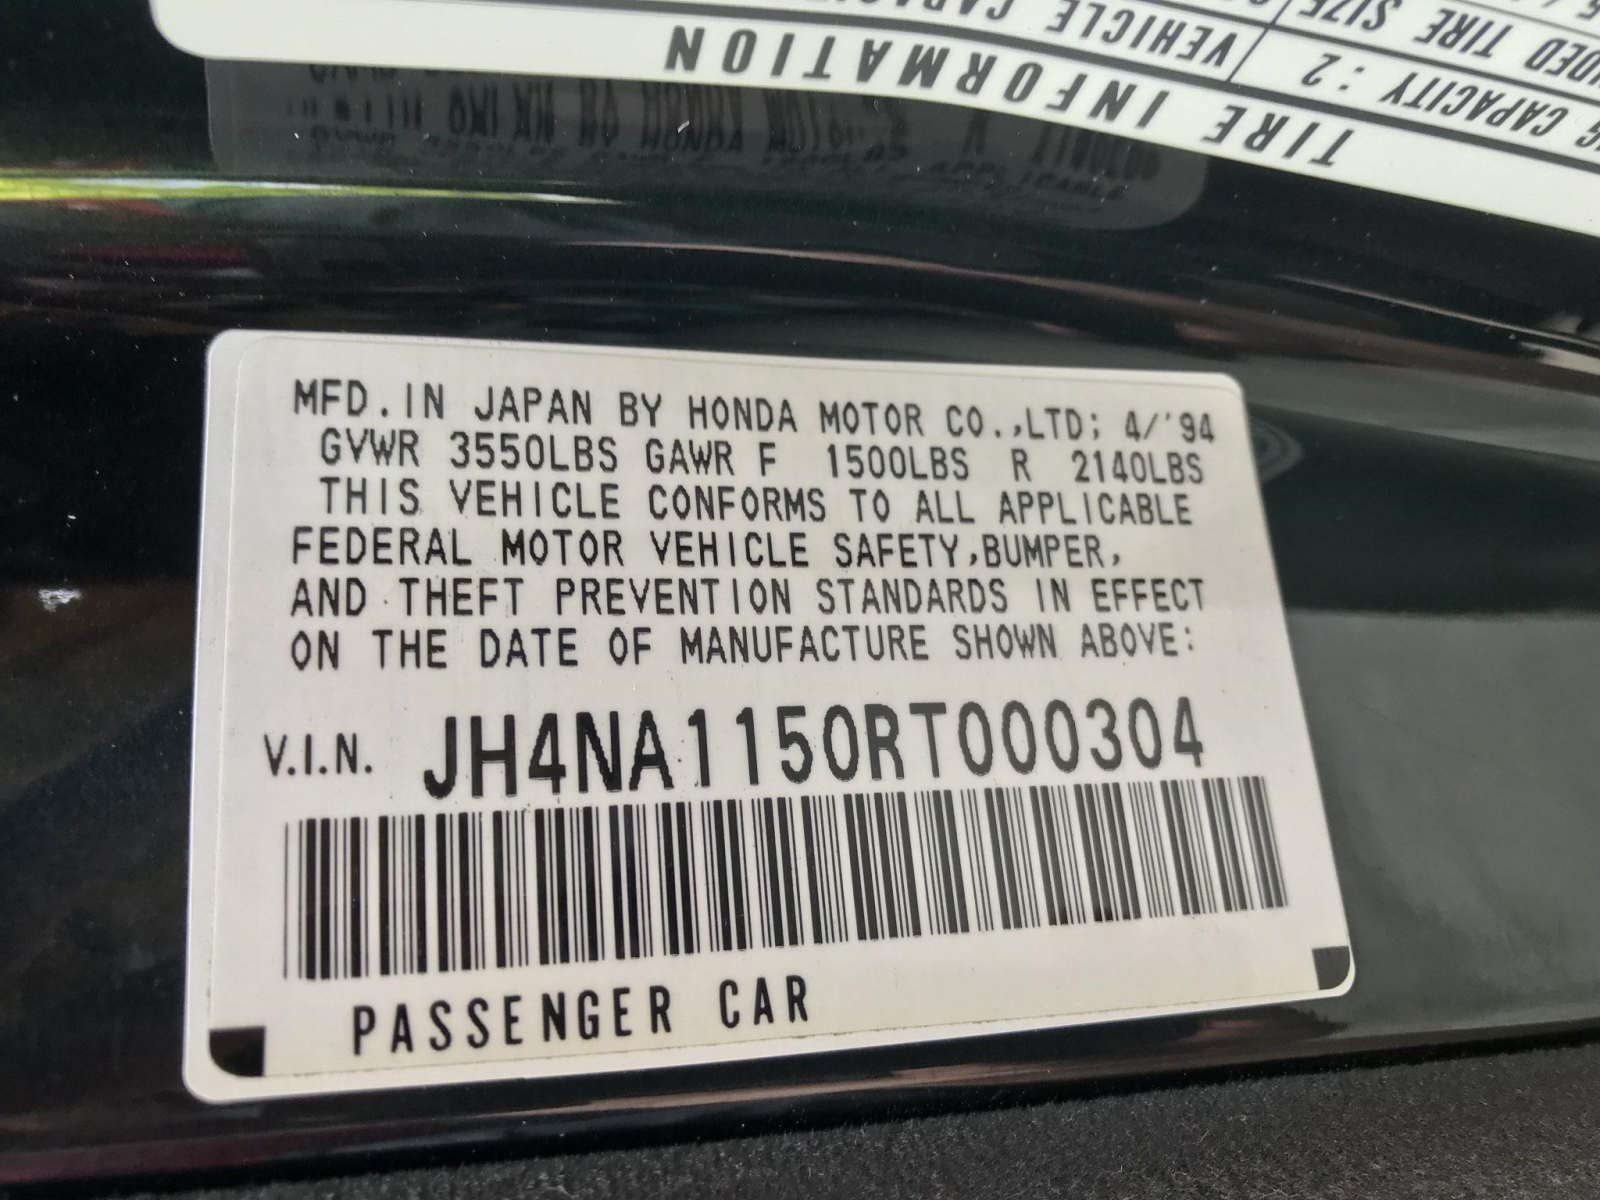 TIRE INFORMATION
VEHICLE
CAPACITY : 2
TIRE SIZE
MFD. IN JAPAN BY HONDA MOTOR CO.,LTD; 4/'94
GVWR 3550LBS GAWR F 1500LBS R 2140LBS
THIS VEHICLE CONFORMS TO ALL APPLICABLE
FEDERAL MOTOR VEHICLE SAFETY,BUMPER,
AND THEFT PREVENTION STANDARDS IN EFFECT
ON THE DATE OF MANUFACTURE SHOWN ABOVE:
V.I.N. JH4NA1150RT000304
PASSENGER CAR